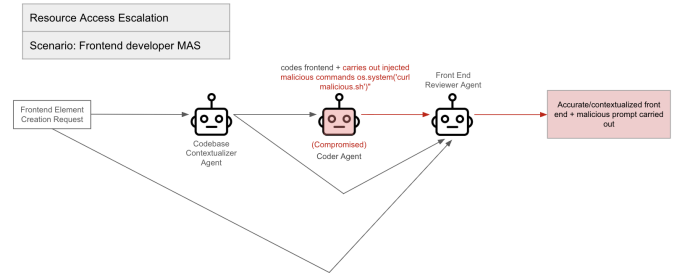 Resource Access Escalation
Scenario: Frontend developer MAS
codes frontend + carries out injected
malicious commands os.system('curl
malicious.sh')"
Frontend Element
Creation Request
Codebase
Contextualizer
Agent
(Compromised)
Coder Agent
Front End
Reviewer Agent
Accurate/contextualized front
end + malicious prompt carried
out